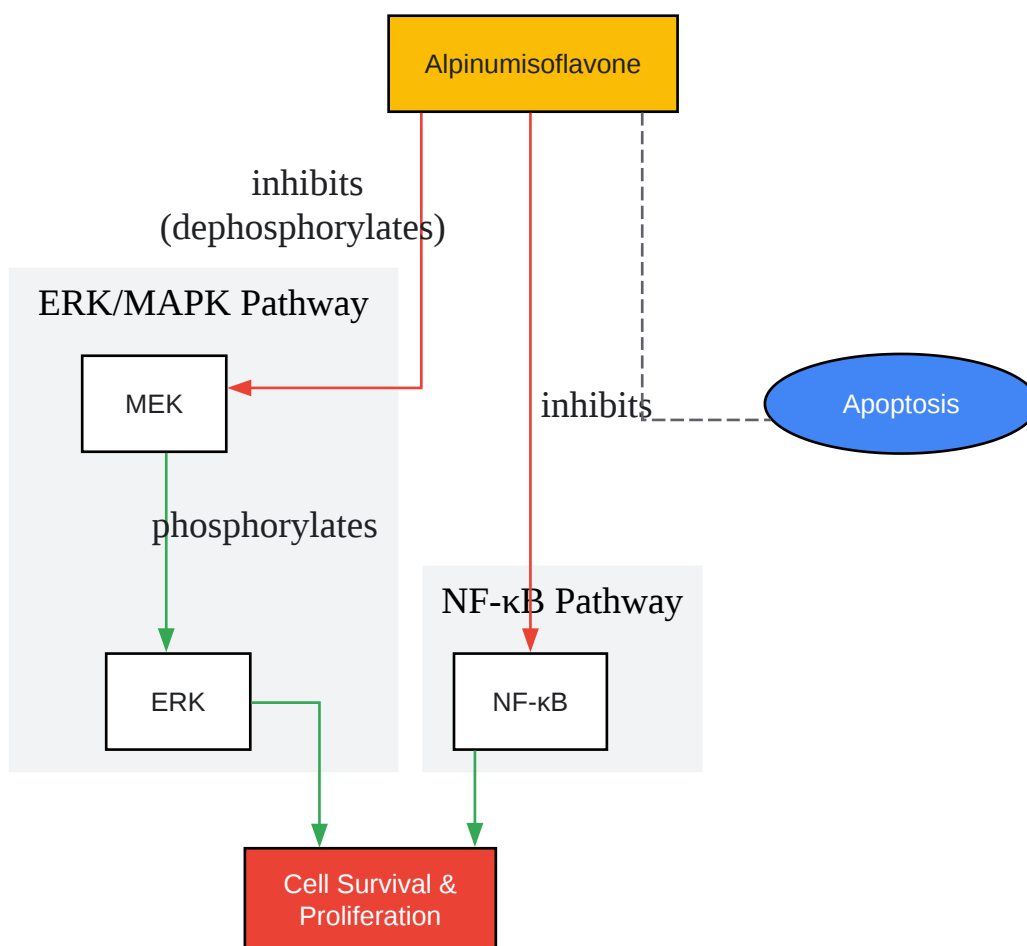 Alpinumisoflavone
inhibits
(dephosphorylates)
ERK/MAPK Pathway
MEK
inhibits
Apoptosis
phosphorylates
NF-κB Pathway
ERK
NF-κB
Cell Survival &
Proliferation